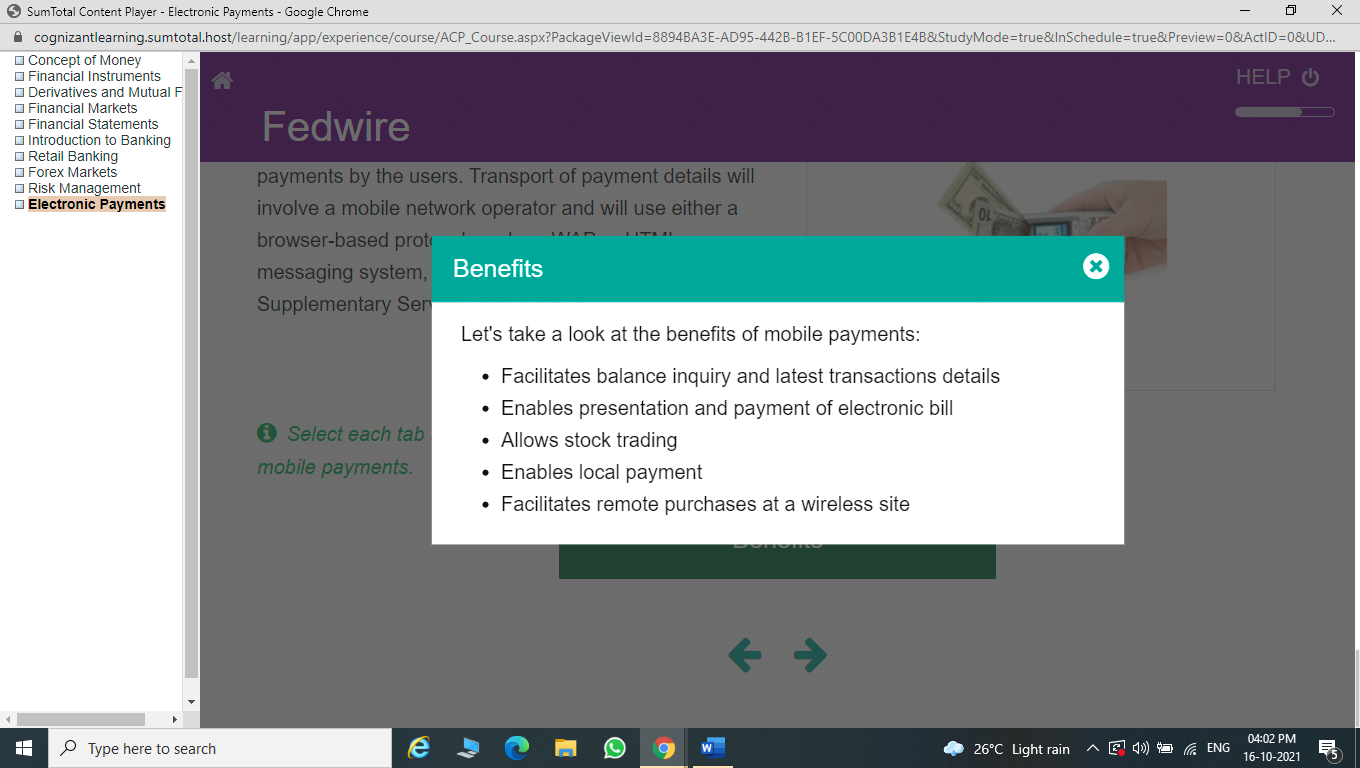 SumTotal Content Player - Electronic Payments - Google Chrome
cognizantlearning.sumtotal.host/learning/app/experience/course/ACP_Course.aspx?PackageViewId=8894BA3E-AD95-442B-B1EF-5C00DA3B1E4B&StudyMode=true&InSchedule=true&Preview=0&ActID=0&UD...
Concept of Money
Financial Instruments
Derivatives and Mutual F
Financial Markets
Financial Statements
Introduction to Banking
Retail Banking
Forex Markets
Risk Management
Electronic Payments
HELP
Fedwire
payments by the users. Transport of payment details will
involve a mobile network operator and will use either a
browser-based
messaging system,
Supplementary
Benefits
Let's take a look at the benefits of mobile payments:
• Facilitates balance inquiry and latest transactions details
• Enables presentation and payment of electronic bill
• Allows stock trading
• Enables local payment
• Facilitates remote purchases at a wireless site
Select each tab
mobile payments.
Benefits
Type here to search
26°C Light rain
ENG
04:02 PM
16-10-2021
5